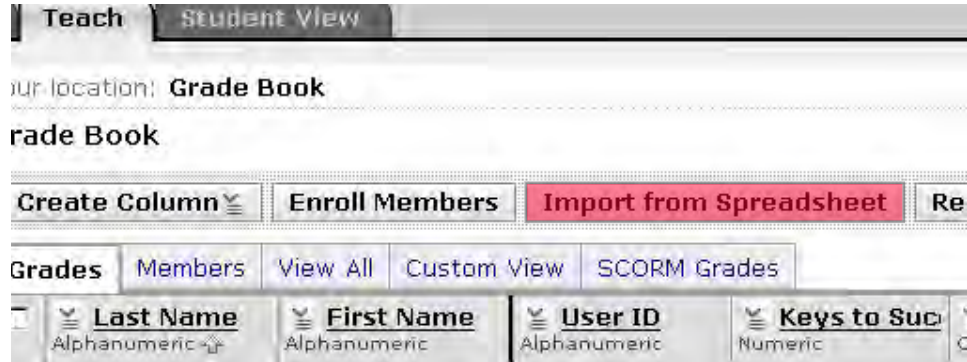 Teach Student View
ur location: Grade Book
rade Book
Create Column Enroll Members Import from Spreadsheet Re
Grades Members View All Custom View SCORM Grades
Last Name First Name User ID Keys to Suc
Alphanumeric Alphanumeric Alphanumeric Numeric